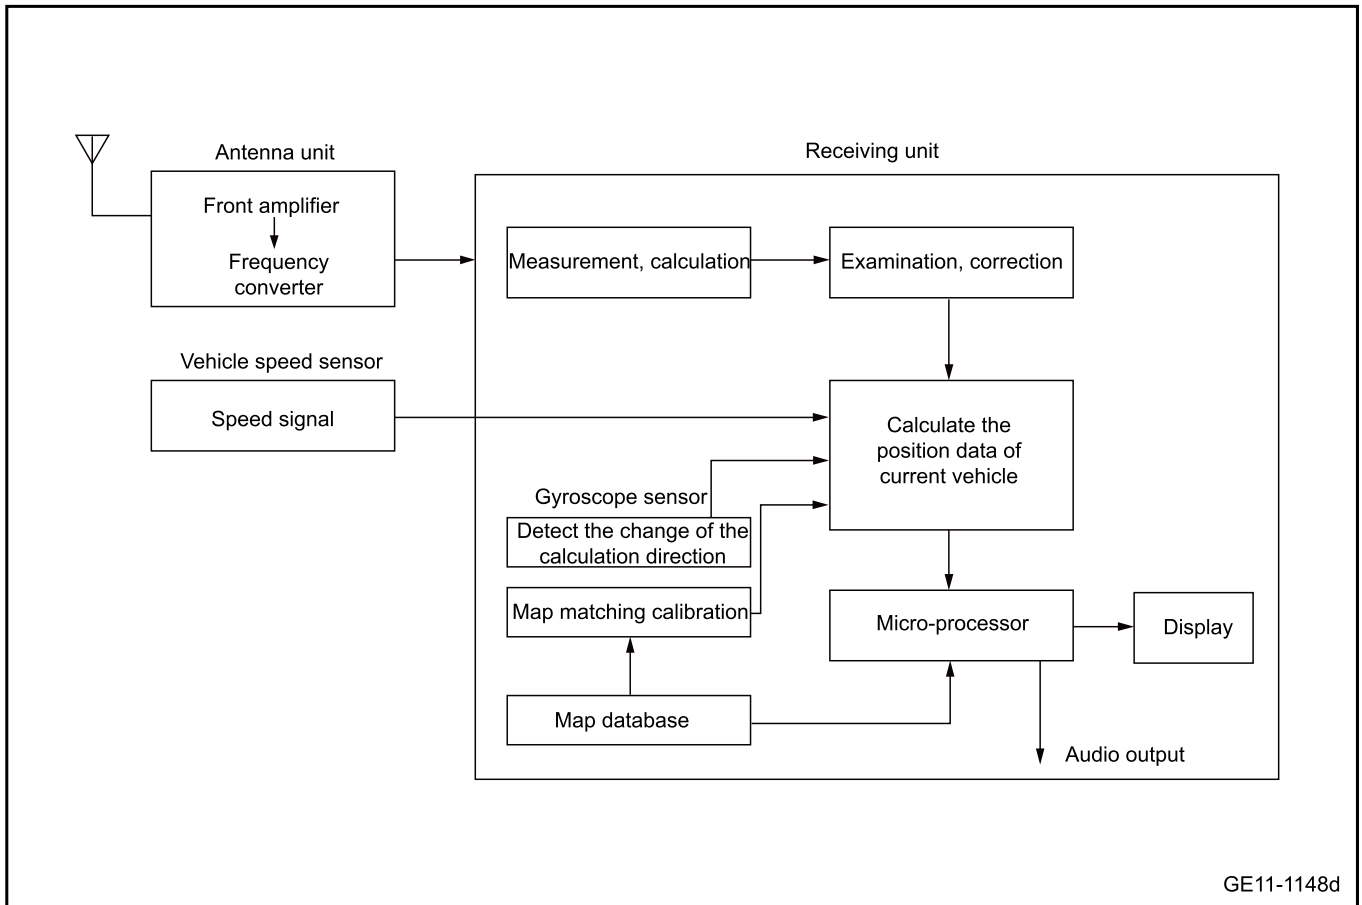 Antenna unit
Receiving unit
Front amplifier
Frequency
converter
Measurement, calculation
Examination, correction
Vehicle speed sensor
Speed signal
Calculate the
position data of
current vehicle
Gyroscope sensor
Detect the change of the
calculation direction
Map matching calibration
Micro-processor
Display
Map database
Audio output
GE11-1148d